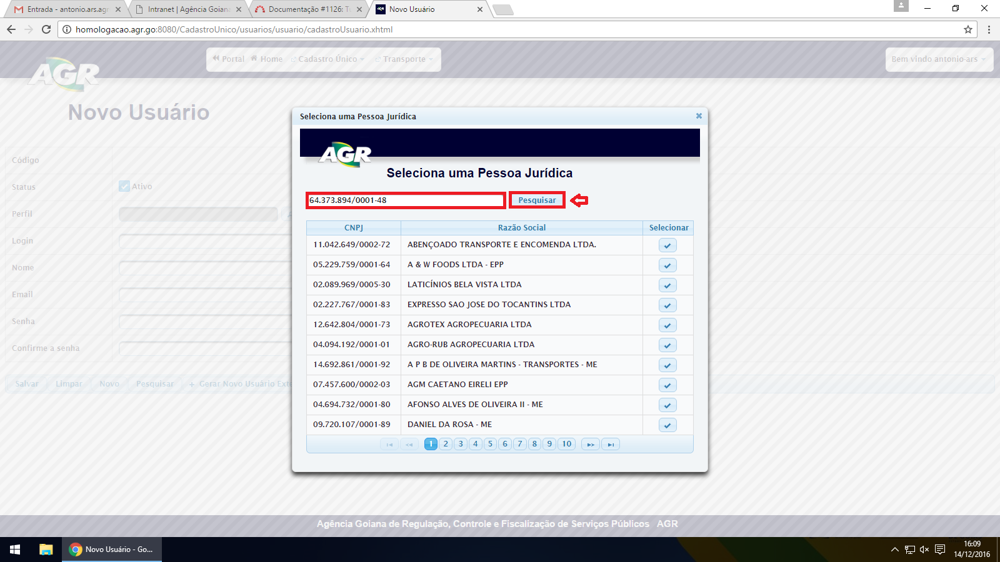 Entrada - antonio.ars.agr
Intranet | Agência Goiana
Documentação #1126: Tu
Novo Usuário
homologacao.agr.go:8080/CadastroUnico/usuarios/usuario/cadastroUsuario.xhtml
AGR
Portal Home Cadastro Único Transporte
Bem vindo antonio-ars
Novo Usuário
Código
Status
Ativo
Perfil
Login
Nome
Email
Senha
Confirme a senha
Salvar Limpar Novo Pesquisar + Gerar Novo Usuário Exte
Seleciona uma Pessoa Jurídica
AGR
Seleciona uma Pessoa Jurídica
64.373.894/0001-48 Pesquisar
CNPJ Razão Social Selecionar
11.042.649/0002-72 ABENÇOADO TRANSPORTE E ENCOMENDA LTDA.
05.229.759/0001-64 A & W FOODS LTDA - EPP
02.089.969/0005-30 LATICÍNIOS BELA VISTA LTDA
02.227.767/0001-83 EXPRESSO SAO JOSE DO TOCANTINS LTDA
12.642.804/0001-73 AGROTEX AGROPECUARIA LTDA
04.094.192/0001-01 AGRO-RUB AGROPECUARIA LTDA
14.692.861/0001-92 A P B DE OLIVEIRA MARTINS - TRANSPORTES - ME
07.457.600/0002-03 AGM CAETANO EIRELI EPP
04.694.732/0001-80 AFONSO ALVES DE OLIVEIRA II - ME
09.720.107/0001-89 DANIEL DA ROSA - ME
1 2 3 4 5 6 7 8 9 10
Agência Goiana de Regulação, Controle e Fiscalização de Serviços Públicos AGR
Novo Usuário - Go...
16:09
14/12/2016